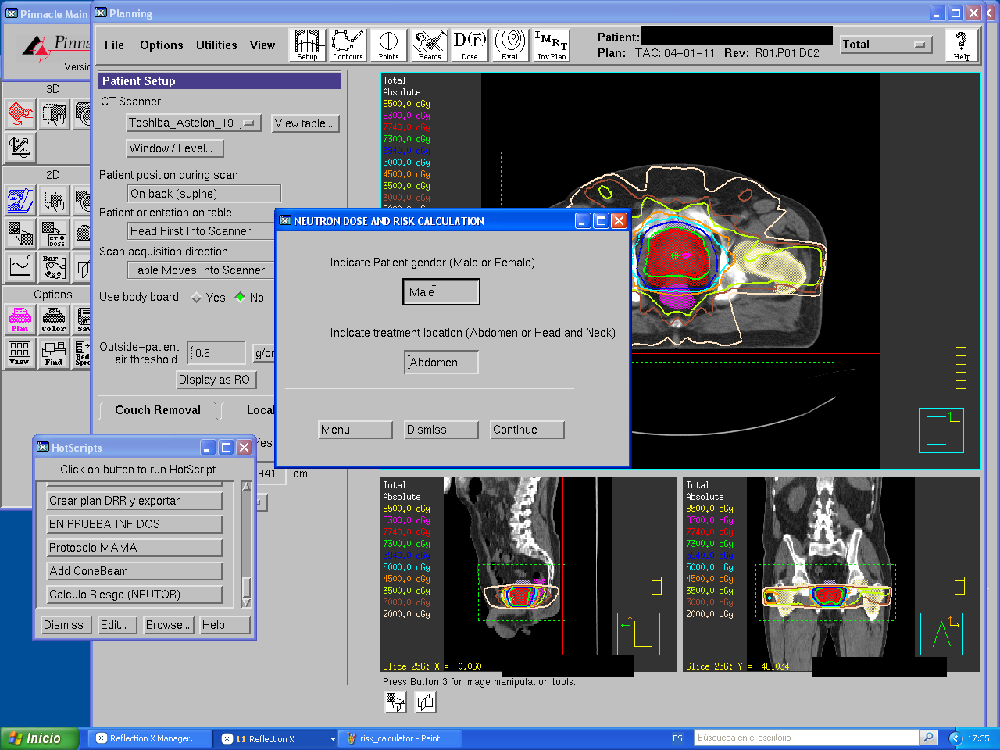 Pinnacle Main
Planning
Pinn
Versio
File Options Utilities View
Setup Contours Points Beams Dose Eval Inv Plan
D(r)
IMRT
Patient:
Plan: TAC: 04-01-11 Rev: R01.P01.D02
Total
?
Help
3D
2D
CT #
DOSE
Bar
Options
Plan Color Sav
View Find Red
Spre
Patient Setup
CT Scanner
Toshiba_Asteion_19-
View table...
Window / Level...
Patient position during scan
On back (supine)
Patient orientation on table
Head First Into Scanner
Scan acquisition direction
Table Moves Into Scanner
Use body board Yes No
Outside-patient
air threshold
0.6
g/cm
Display as ROI
Couch Removal
Local
Yes
941 cm
Total
Absolute
8500.0 cGy
8300.0 cGy
7740.0 cGy
7300.0 cGy
5940.0 cGy
5000.0 cGy
4500.0 cGy
3500.0 cGy
3000.0 cGy
NEUTRON DOSE AND RISK CALCULATION
Indicate Patient gender (Male or Female)
Male
Indicate treatment location (Abdomen or Head and Neck)
Abdomen
Menu Dismiss Continue
I
HotScripts
Click on button to run HotScript
Crear plan DRR y exportar
EN PRUEBA INF DOS
Protocolo MAMA
Add ConeBeam
Calculo Riesgo (NEUTOR)
Dismiss Edit... Browse... Help
Total
Absolute
8500.0 cGy
8300.0 cGy
7740.0 cGy
7300.0 cGy
5940.0 cGy
5000.0 cGy
4500.0 cGy
3500.0 cGy
3000.0 cGy
2000.0 cGy
L
Slice 256: X = -0.060
Total
Absolute
8500.0 cGy
8300.0 cGy
7740.0 cGy
7300.0 cGy
5940.0 cGy
5000.0 cGy
4500.0 cGy
3500.0 cGy
3000.0 cGy
2000.0 cGy
A
Slice 256: Y = -48.034
Press Button 3 for image manipulation tools.
Inicio
Reflection X Manager...
11 Reflection X
risk_calculator - Paint
ES
Búsqueda en el escritorio
17:35